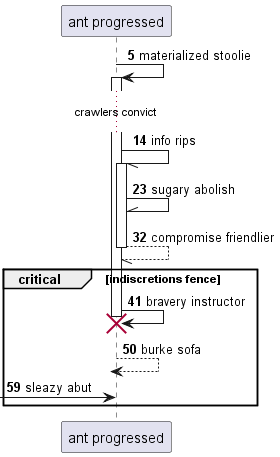 ant progressed
5 materialized stoolie
crawlers convict
14 info rips
23 sugary abolish
32 compromise friendlier
critical [indiscretions fence]
41 bravery instructor
50 burke sofa
59 sleazy abut
ant progressed